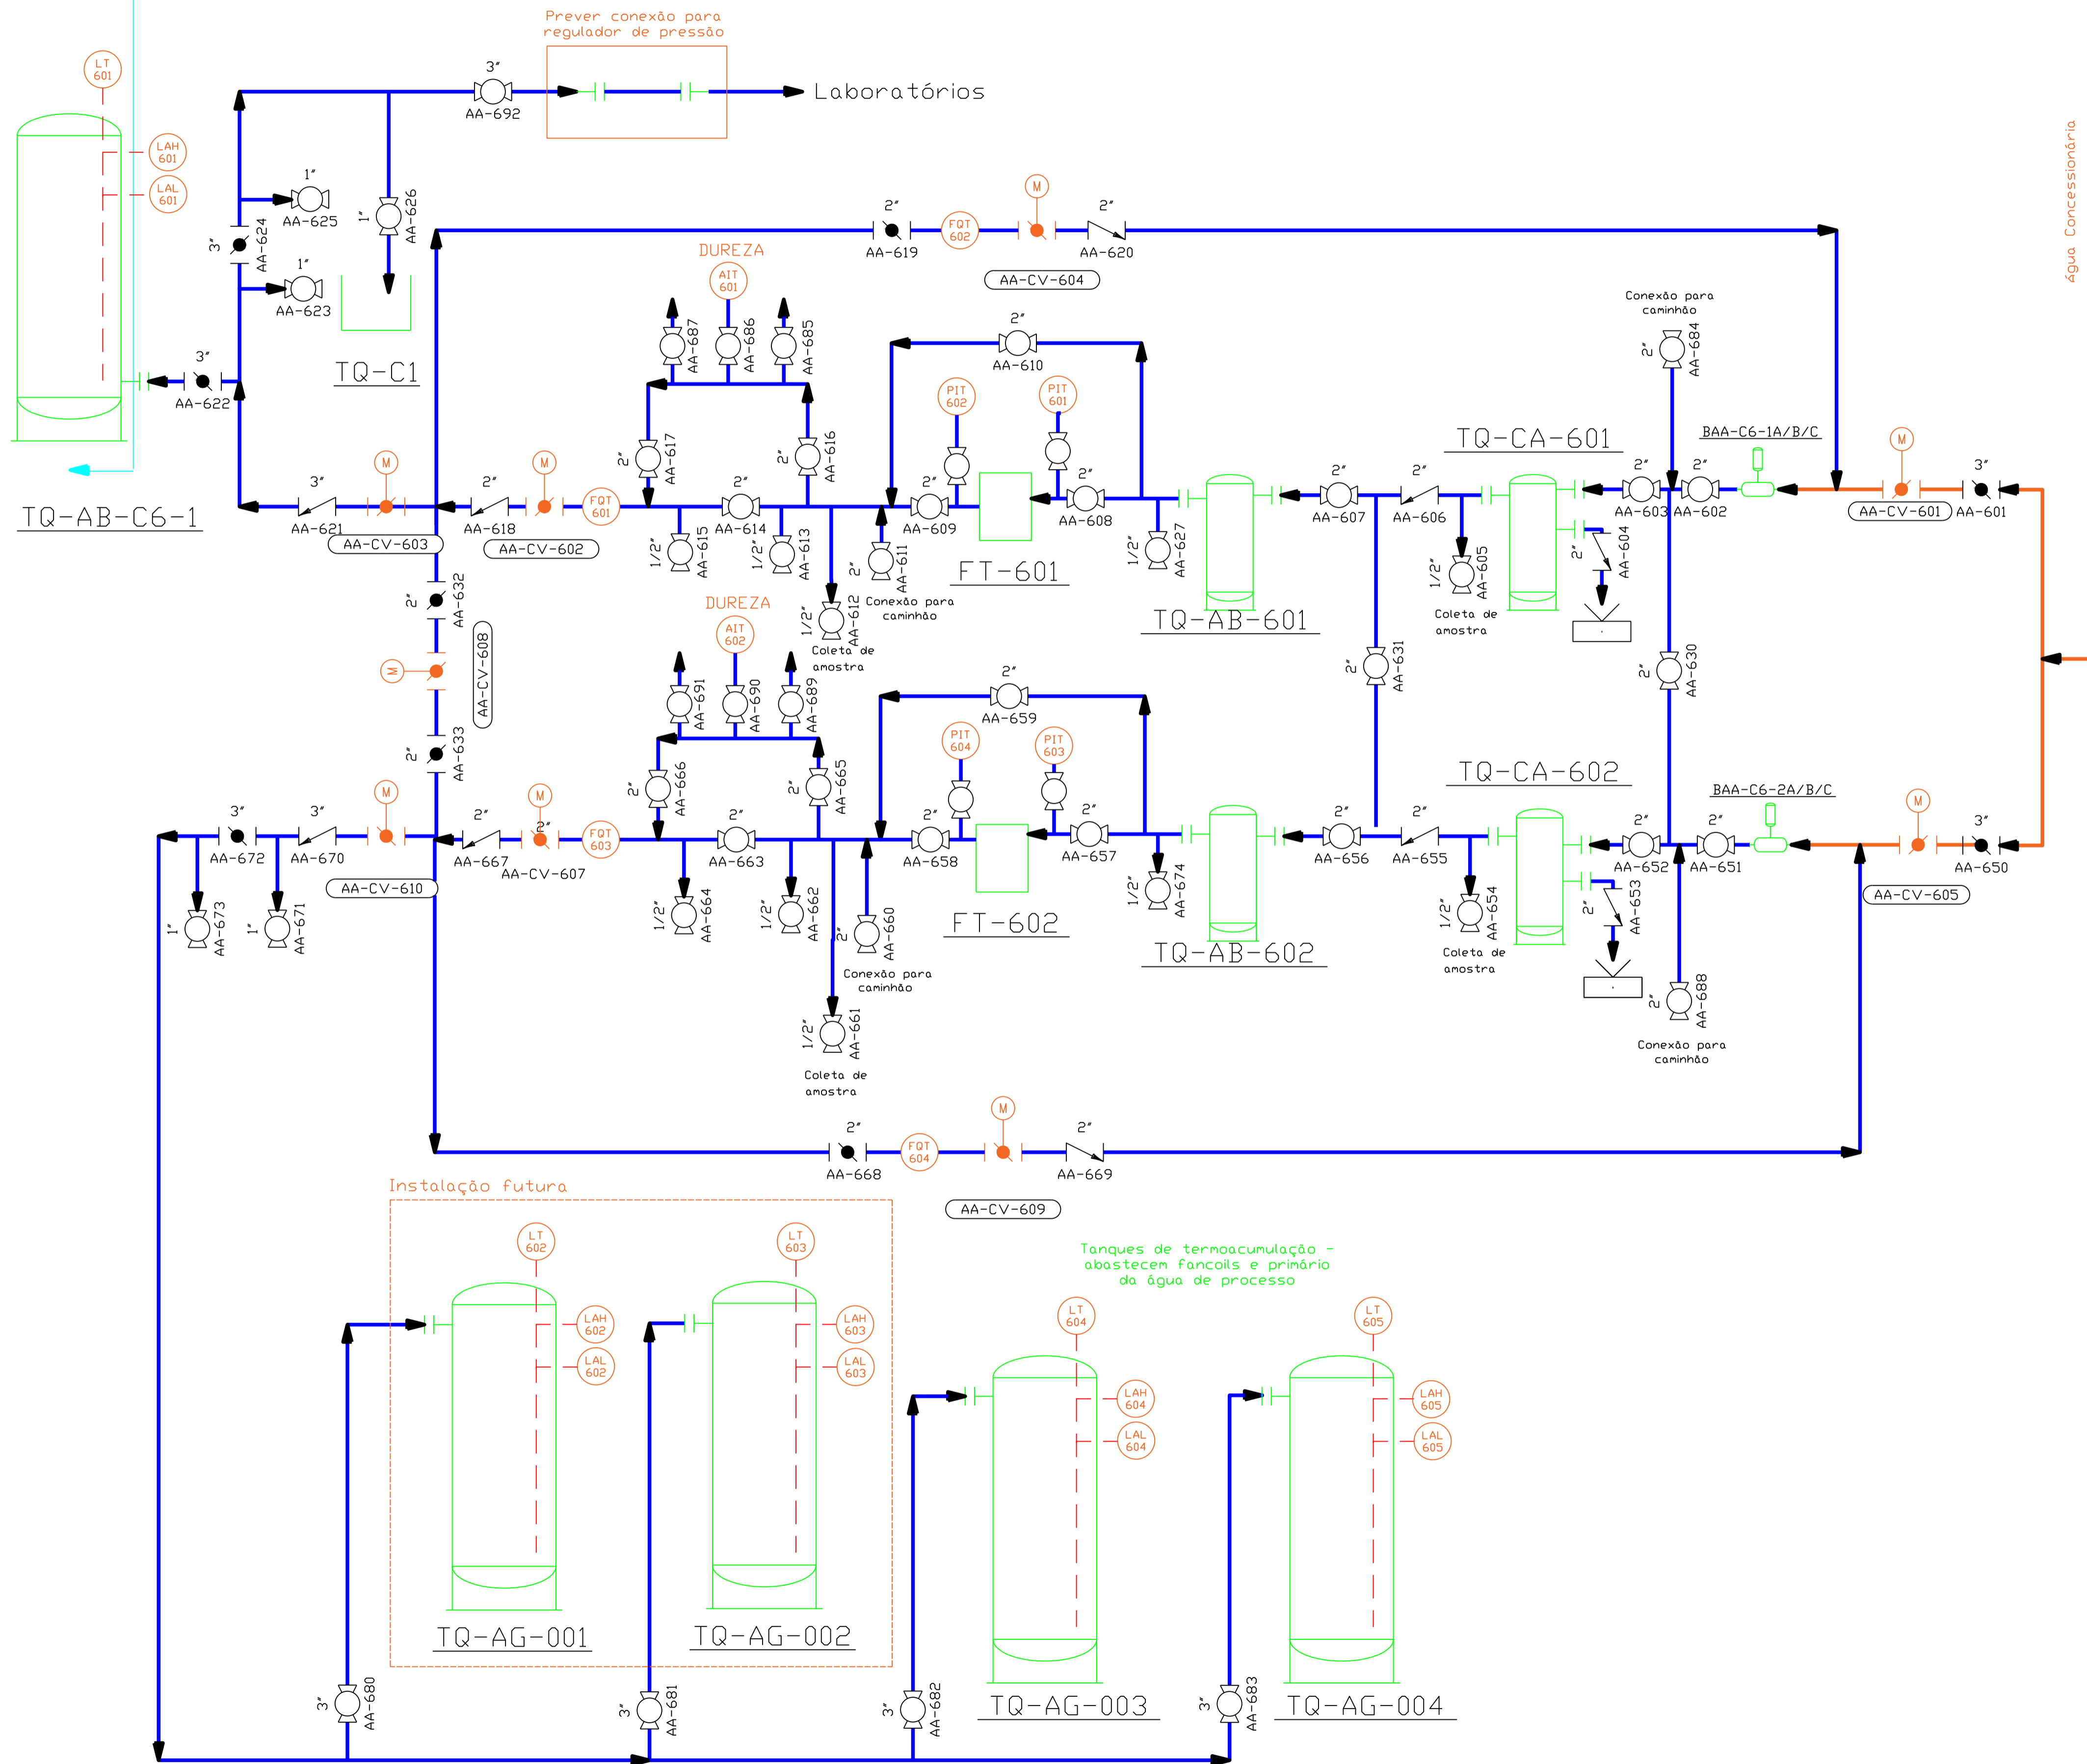 Prever conexão para
regulador de pressão
LT
601
3"
AA-692
Laboratórios
LAH
601
LAL
601
1"
AA-625
1"
AA-626
3"
AA-624
1"
AA-623
TQ-C1
3"
AA-622
TQ-AB-C6-1
Água Concessionária
2"
AA-619
FQT
602
M
2"
AA-620
AA-CV-604
DUREZA
AIT
601
AA-687
AA-686
AA-685
2"
AA-610
PIT
602
PIT
601
Conexão para
caminhão
2"
AA-684
2"
AA-617
2"
AA-616
TQ-CA-601
BAA-C6-1A/B/C
M
3"
AA-621
M
AA-CV-603
2"
AA-618
M
AA-CV-602
FQT
601
2"
AA-614
2"
AA-609
2"
AA-608
2"
AA-607
2"
AA-606
2"
AA-603
2"
AA-602
AA-CV-601
3"
AA-601
1/2"
AA-615
1/2"
AA-613
1/2"
AA-612
Coleta de
amostra
2"
AA-611
Conexão para
caminhão
FT-601
1/2"
AA-627
TQ-AB-601
1/2"
AA-605
Coleta de
amostra
2"
AA-604
2"
AA-632
M
AA-CV-608
2"
AA-633
DUREZA
AIT
602
AA-691
AA-690
AA-689
2"
AA-659
2"
AA-631
2"
AA-630
PIT
604
PIT
603
2"
AA-666
2"
AA-665
TQ-CA-602
BAA-C6-2A/B/C
M
3"
AA-672
3"
AA-670
M
AA-CV-610
2"
AA-667
M
2"
AA-CV-607
FQT
603
2"
AA-663
2"
AA-658
2"
AA-657
2"
AA-656
2"
AA-655
2"
AA-652
2"
AA-651
3"
AA-650
AA-CV-605
1"
AA-673
1"
AA-671
1/2"
AA-664
1/2"
AA-662
2"
AA-660
Conexão para
caminhão
FT-602
1/2"
AA-674
TQ-AB-602
1/2"
AA-654
Coleta de
amostra
2"
AA-653
2"
AA-688
Conexão para
caminhão
1/2"
AA-661
Coleta de
amostra
2"
AA-668
FQT
604
M
2"
AA-669
AA-CV-609
Instalação futura
LT
602
LT
603
Tanques de termoacumulação -
abastecem fancoils e primário
da água de processo
LAH
602
LAL
602
LAH
603
LAL
603
LT
604
LT
605
LAH
604
LAL
604
LAH
605
LAL
605
TQ-AG-001
TQ-AG-002
TQ-AG-003
TQ-AG-004
3"
AA-680
3"
AA-681
3"
AA-682
3"
AA-683